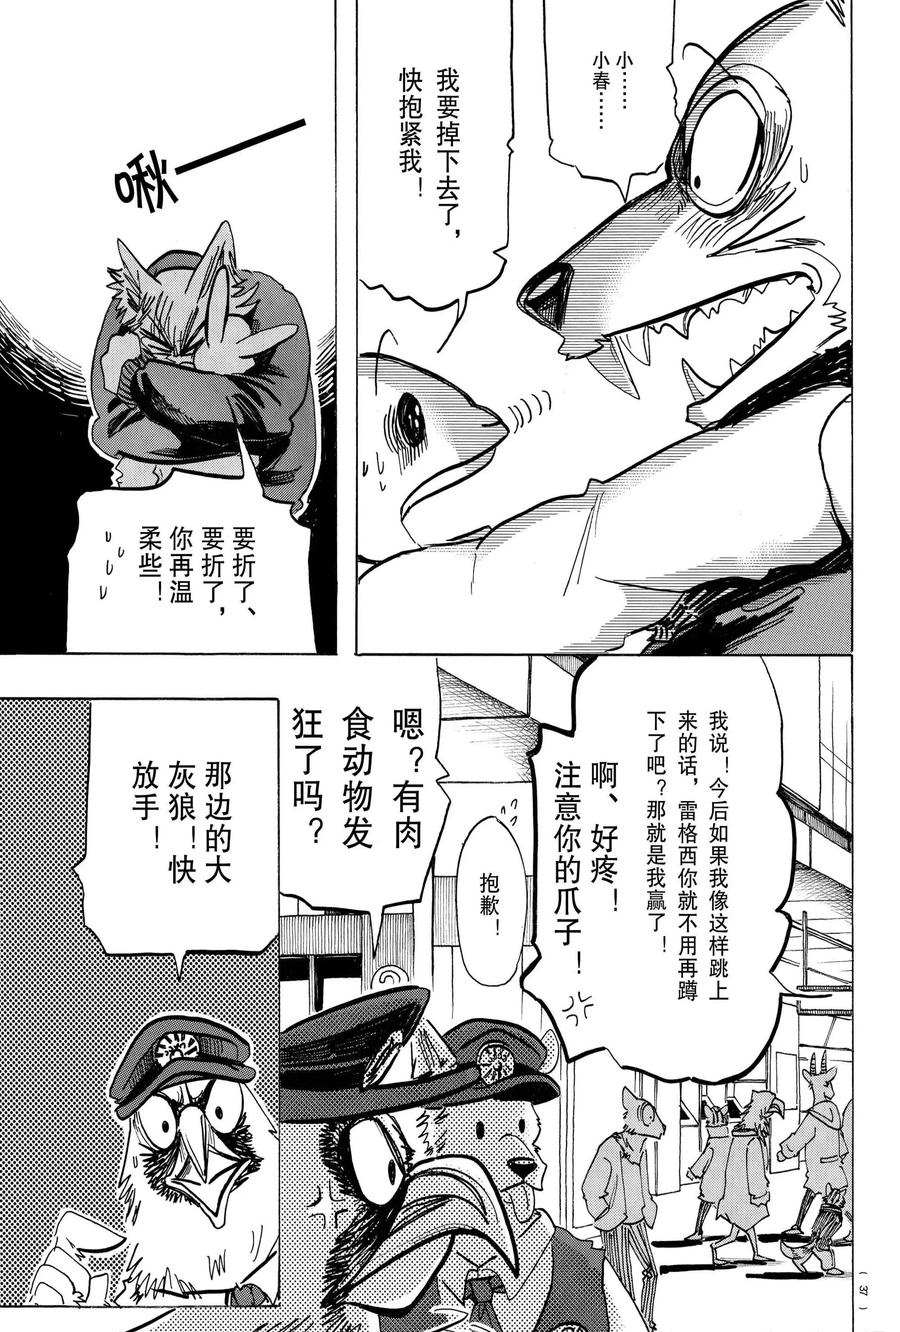 小……
小春……
我要掉下去了，
快抱紧我！
啾
要折了、
要折了，
你再温
柔些！
我说！今后如果我像这样跳上
来的话，雷格西你就不用再蹲
下了吧？那就是我赢了！
啊、好疼！
注意你的爪子！
抱歉！
嗯？有肉
食动物发
狂了吗？
那边的大
灰狼！快
放手！
(37)